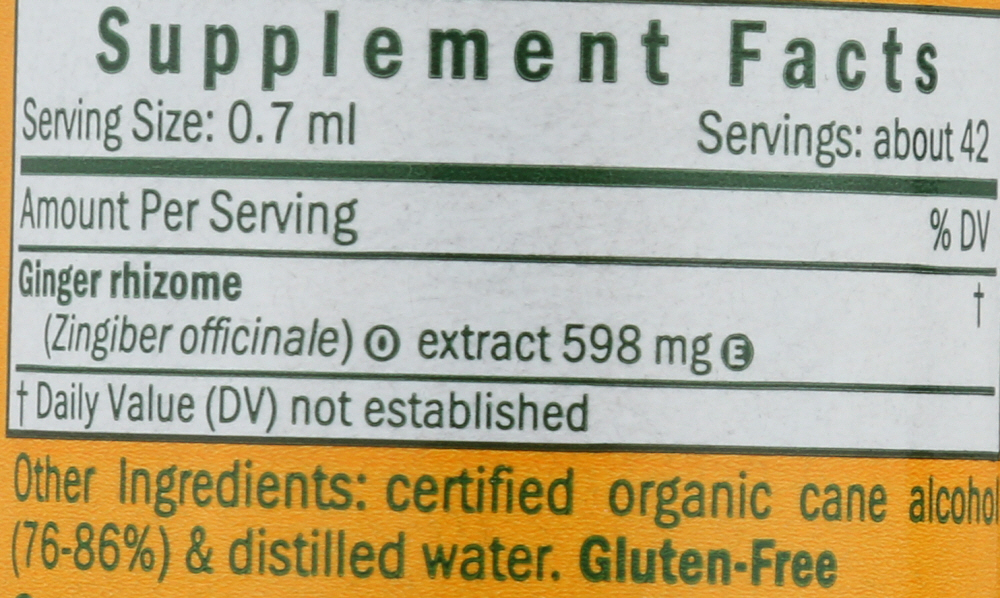 Supplement Facts
Serving Size: 0.7 ml Servings: about 42
Amount Per Serving % DV
Ginger rhizome †
(Zingiber officinale) Ⓞ extract 598 mg Ⓔ
† Daily Value (DV) not established
Other Ingredients: certified organic cane alcohol
(76-86%) & distilled water. Gluten-Free